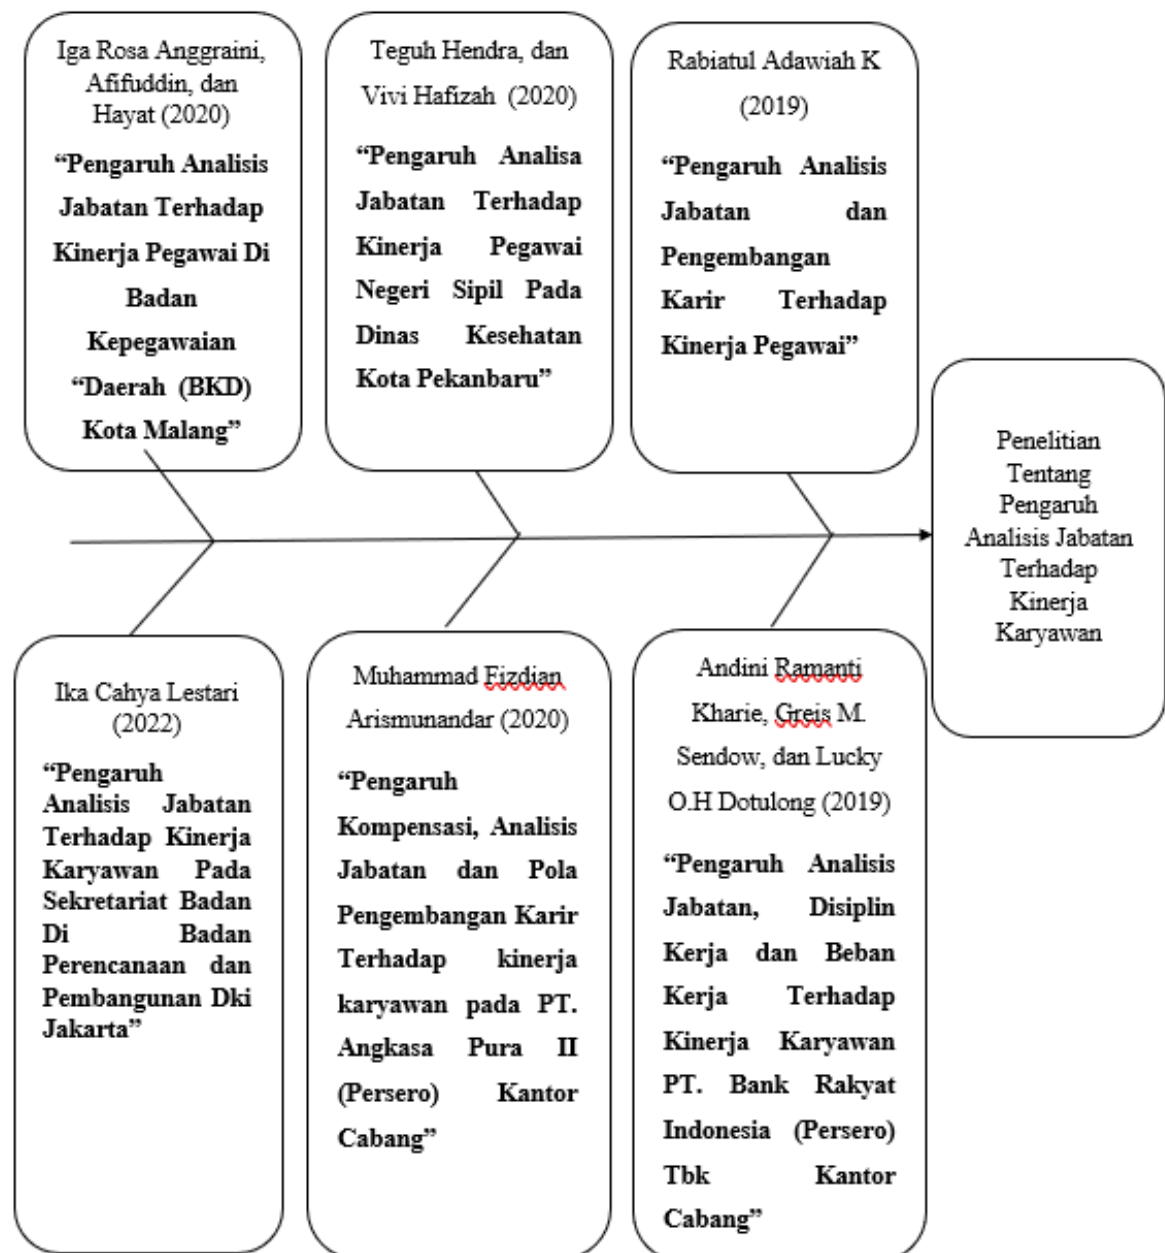 Iga Rosa Anggraini,
Afifuddin, dan
Hayat (2020)
“Pengaruh Analisis
Jabatan Terhadap
Kinerja Pegawai Di
Badan
Kepegawaian
“Daerah (BKD)
Kota Malang”
Teguh Hendra, dan
Vivi Hafizah (2020)
“Pengaruh Analisa
Jabatan Terhadap
Kinerja Pegawai
Negeri Sipil Pada
Dinas Kesehatan
Kota Pekanbaru”
Rabiatul Adawiah K
(2019)
“Pengaruh Analisis
Jabatan dan
Pengembangan
Karir Terhadap
Kinerja Pegawai”
Penelitian
Tentang
Pengaruh
Analisis Jabatan
Terhadap
Kinerja
Karyawan
Ika Cahya Lestari
(2022)
“Pengaruh
Analisis Jabatan
Terhadap Kinerja
Karyawan Pada
Sekretariat Badan
Di Badan
Perencanaan dan
Pembangunan Dki
Jakarta”
Muhammad Fizdian
Arismunandar (2020)
“Pengaruh
Kompensasi, Analisis
Jabatan dan Pola
Pengembangan Karir
Terhadap kinerja
karyawan pada PT.
Angkasa Pura II
(Persero) Kantor
Cabang”
Andini Ramanti
Kharie, Greis M.
Sendow, dan Lucky
O.H Dotulong (2019)
“Pengaruh Analisis
Jabatan, Disiplin
Kerja dan Beban
Kerja Terhadap
Kinerja Karyawan
PT. Bank Rakyat
Indonesia (Persero)
Tbk Kantor
Cabang”